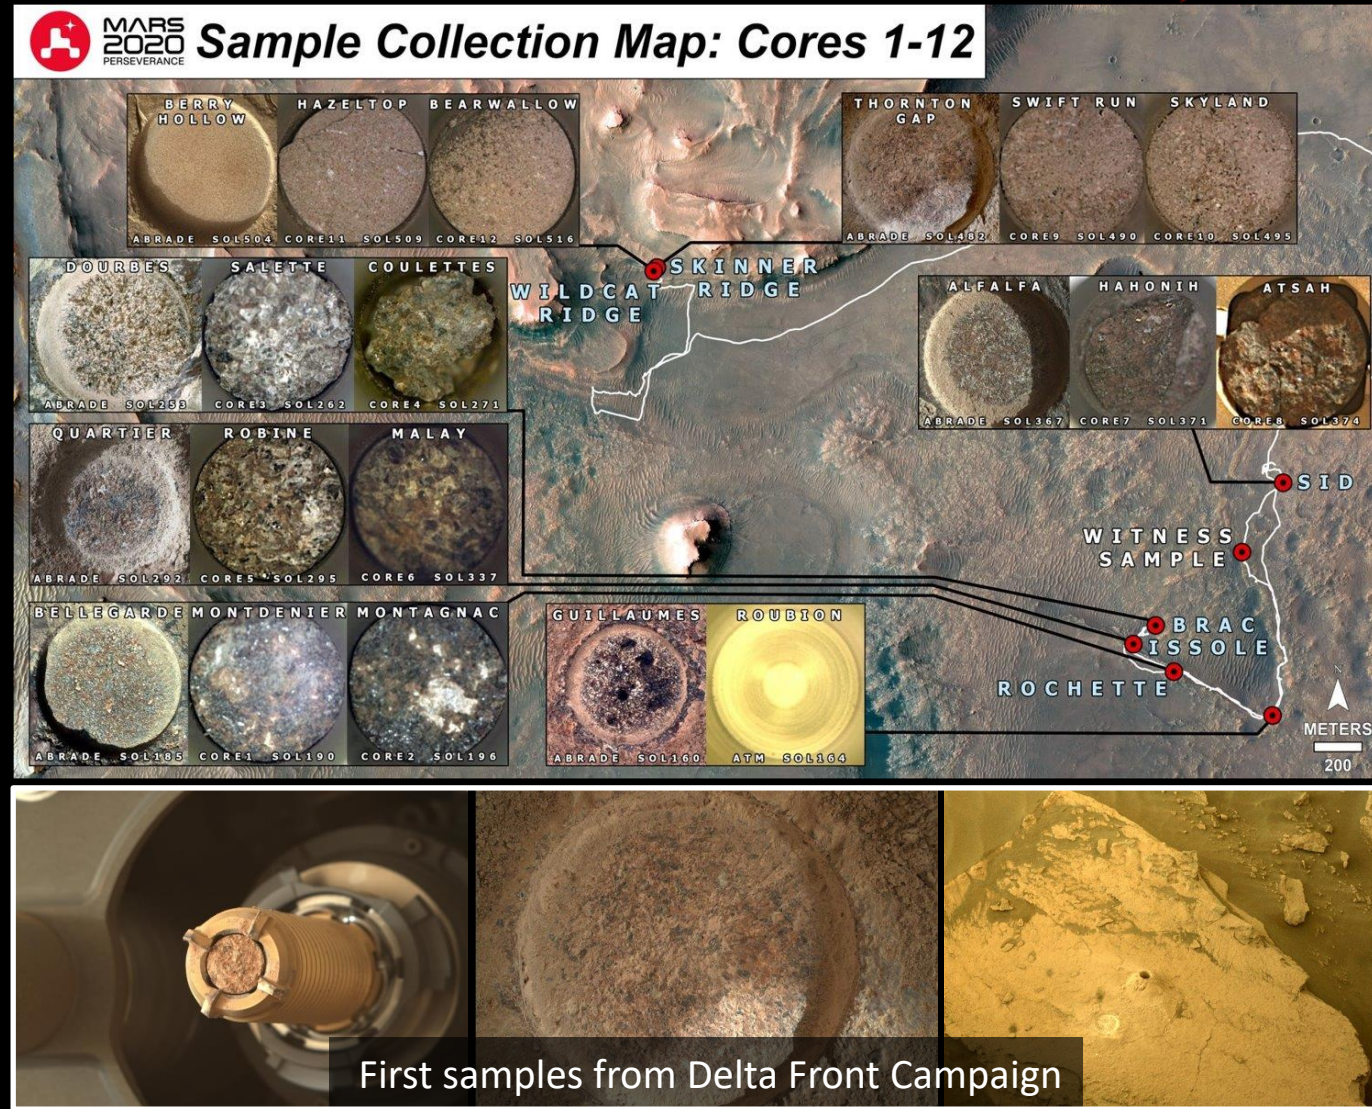 MARS
2020
PERSEVERANCE
Sample Collection Map: Cores 1-12
BERRY
HOLLOW
ABRADE SOL504
HAZELTOP
CORE11 SOL509
BEARWALLOW
CORE12 SOL516
THORNTON
GAP
ABRADE SOL482
SWIFT RUN
CORE9 SOL490
SKYLAND
CORE10 SOL495
SKINNER
RIDGE
WILDCAT
RIDGE
DOURBES
ABRADE SOL253
SALETTE
CORE3 SOL262
COULETTES
CORE4 SOL271
ALFALFA
ABRADE SOL367
HAHONIH
CORE7 SOL371
ATSAH
CORE8 SOL374
QUARTIER
ABRADE SOL292
ROBINE
CORE5 SOL295
MALAY
CORE6 SOL337
SID
WITNESS
SAMPLE
BRAC
ISSOLE
ROCHETTE
BELLEGARDE
ABRADE SOL185
MONTDENIER
CORE1 SOL190
MONTAGNAC
CORE2 SOL196
GUILLAUMES
ABRADE SOL160
ROUBION
ATM SOL164
N
METERS
200
First samples from Delta Front Campaign